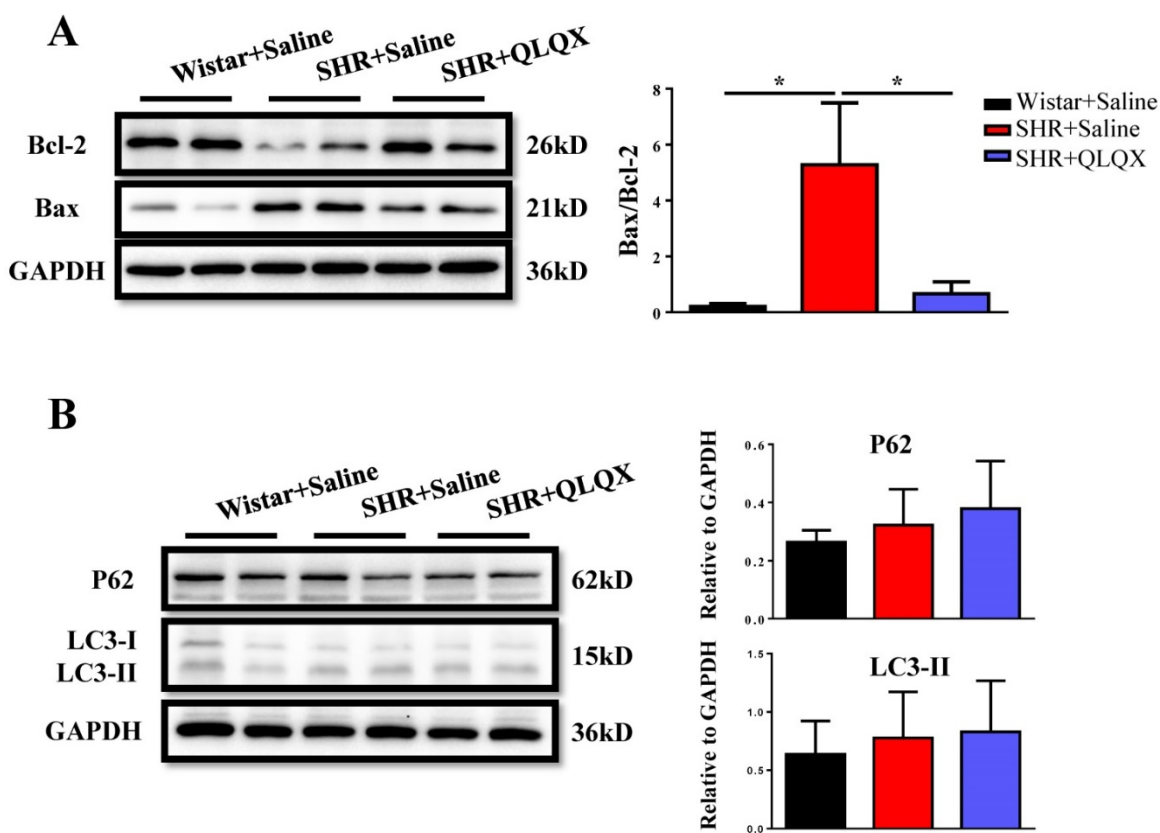 A
Wistar+Saline
SHR+Saline
SHR+QLQX
Bcl-2
26kD
Bax
21kD
GAPDH
36kD
Bax/Bcl-2
8
6
4
2
0
*
*
Wistar+Saline
SHR+Saline
SHR+QLQX
B
Wistar+Saline
SHR+Saline
SHR+QLQX
P62
62kD
LC3-I
LC3-II
15kD
GAPDH
36kD
P62
Relative to GAPDH
0.6
0.4
0.2
0.0
LC3-II
Relative to GAPDH
1.5
1.0
0.5
0.0